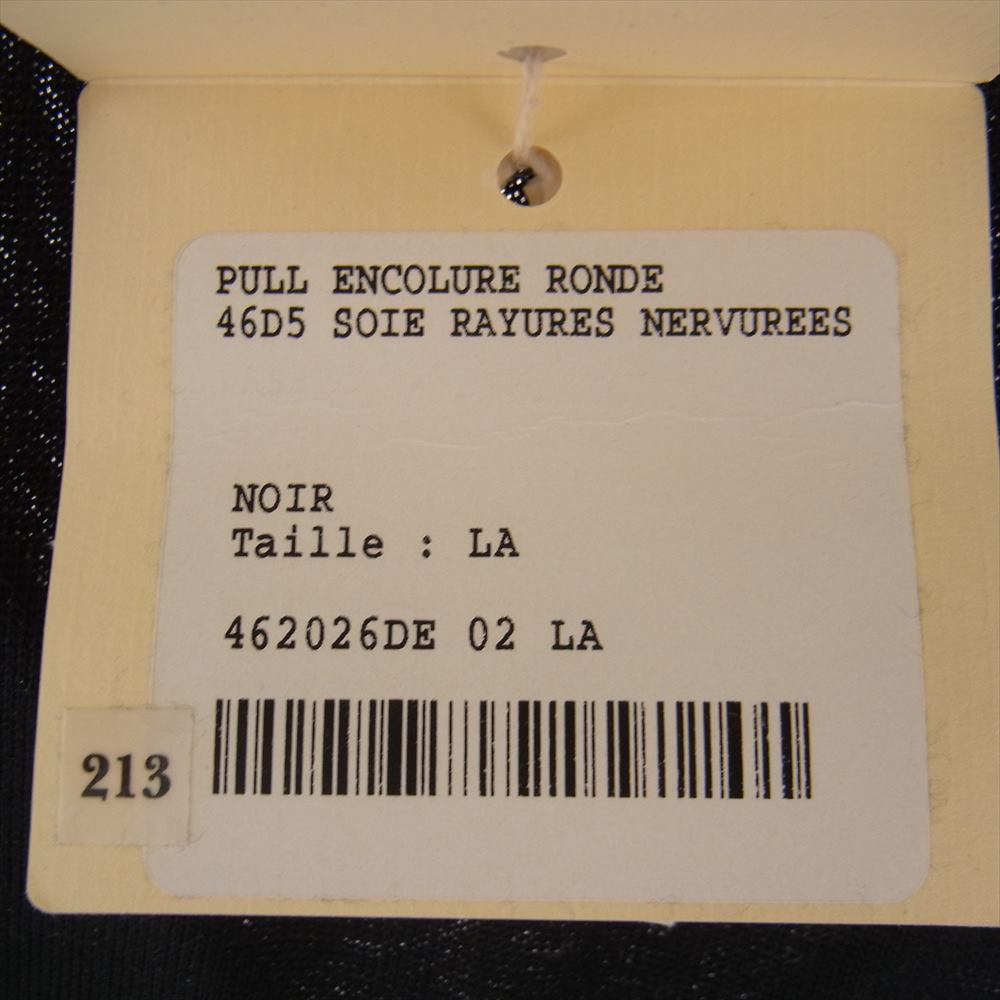 PULL ENCOLURE RONDE
46D5 SOIE RAYURES NERVUREES
NOIR
Taille : LA
462026DE 02 LA
213